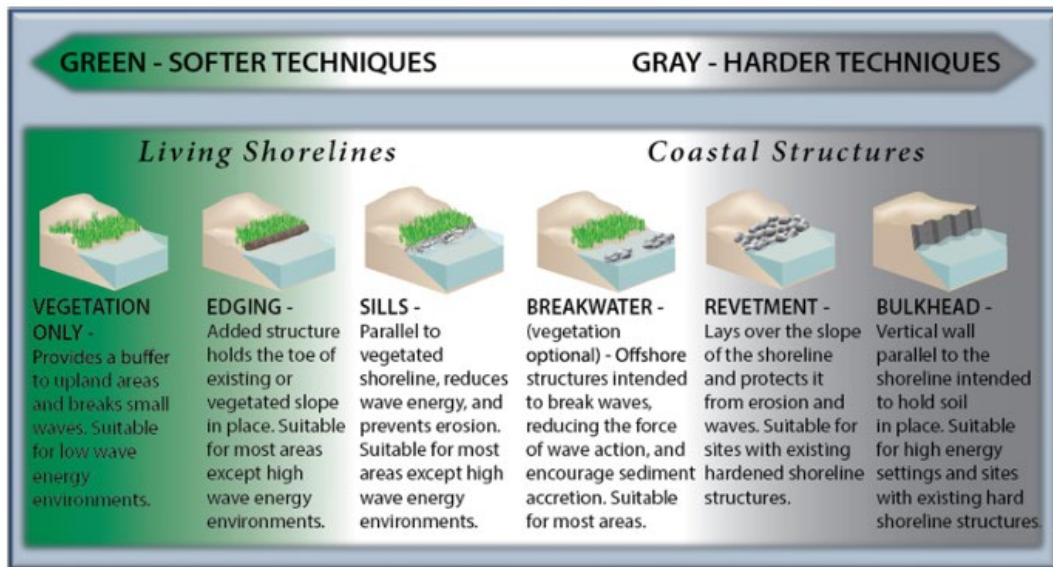 GREEN - SOFTER TECHNIQUES
GRAY - HARDER TECHNIQUES
Living Shorelines
Coastal Structures
VEGETATION
ONLY -
Provides a buffer
to upland areas
and breaks small
waves. Suitable
for low wave
energy
environments.
EDGING -
Added structure
holds the toe of
existing or
vegetated slope
in place. Suitable
for most areas
except high
wave energy
environments.
SILLS -
Parallel to
vegetated
shoreline, reduces
wave energy, and
prevents erosion.
Suitable for most
areas except high
wave energy
environments.
BREAKWATER -
(vegetation
optional) - Offshore
structures intended
to break waves,
reducing the force
of wave action, and
encourage sediment
accretion. Suitable
for most areas.
REVETMENT -
Lays over the slope
of the shoreline
and protects it
from erosion and
waves. Suitable for
sites with existing
hardened shoreline
structures.
BULKHEAD -
Vertical wall
parallel to the
shoreline intended
to hold soil
in place. Suitable
for high energy
settings and sites
with existing hard
shoreline structures.